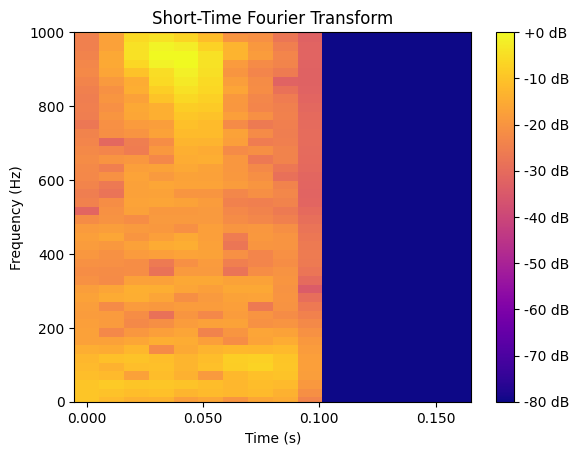 Short-Time Fourier Transform
Frequency (Hz)
1000
800
600
400
200
0
0.000
0.050
0.100
0.150
Time (s)
+0 dB
-10 dB
-20 dB
-30 dB
-40 dB
-50 dB
-60 dB
-70 dB
-80 dB